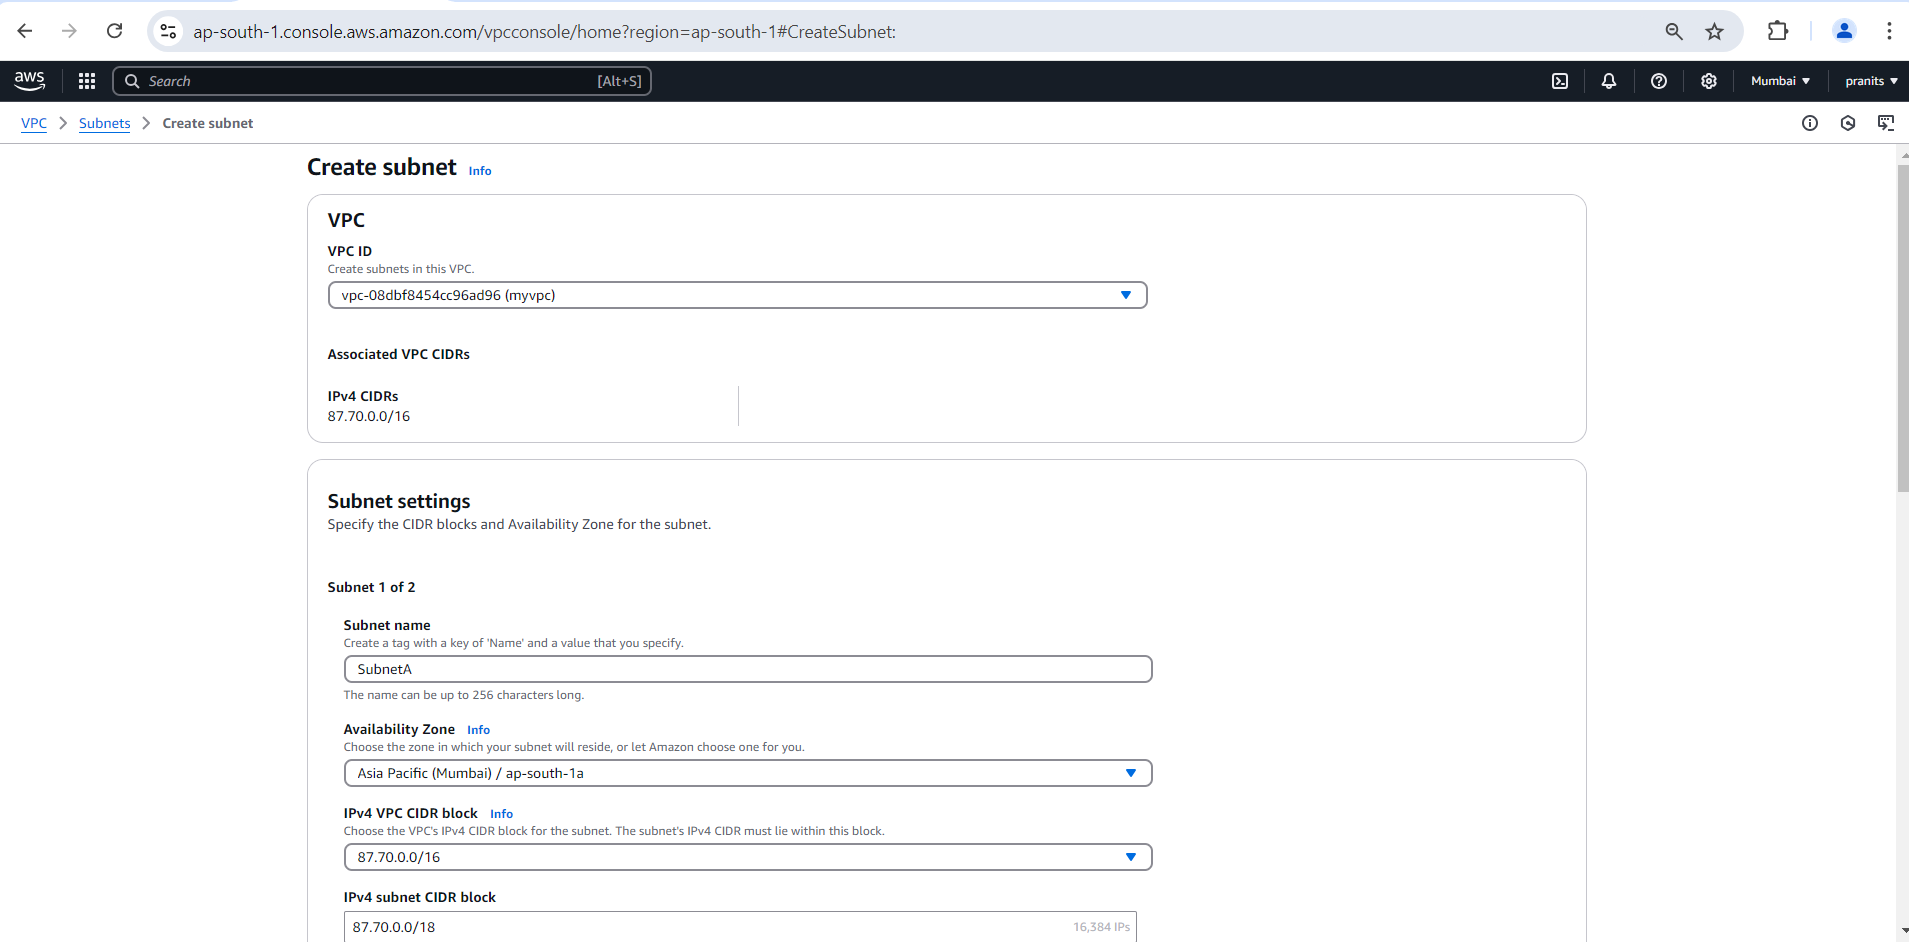 ap-south-1.console.aws.amazon.com/vpcconsole/home?region=ap-south-1#CreateSubnet:
aws
Search [Alt+S]
Mumbai
pranits
VPC > Subnets > Create subnet
Create subnet Info
VPC
VPC ID
Create subnets in this VPC.
vpc-08dbf8454cc96ad96 (myvpc)
Associated VPC CIDRs
IPv4 CIDRs
87.70.0.0/16
Subnet settings
Specify the CIDR blocks and Availability Zone for the subnet.
Subnet 1 of 2
Subnet name
Create a tag with a key of 'Name' and a value that you specify.
SubnetA
The name can be up to 256 characters long.
Availability Zone Info
Choose the zone in which your subnet will reside, or let Amazon choose one for you.
Asia Pacific (Mumbai) / ap-south-1a
IPv4 VPC CIDR block Info
Choose the VPC's IPv4 CIDR block for the subnet. The subnet's IPv4 CIDR must lie within this block.
87.70.0.0/16
IPv4 subnet CIDR block
87.70.0.0/18 16,384 IPs